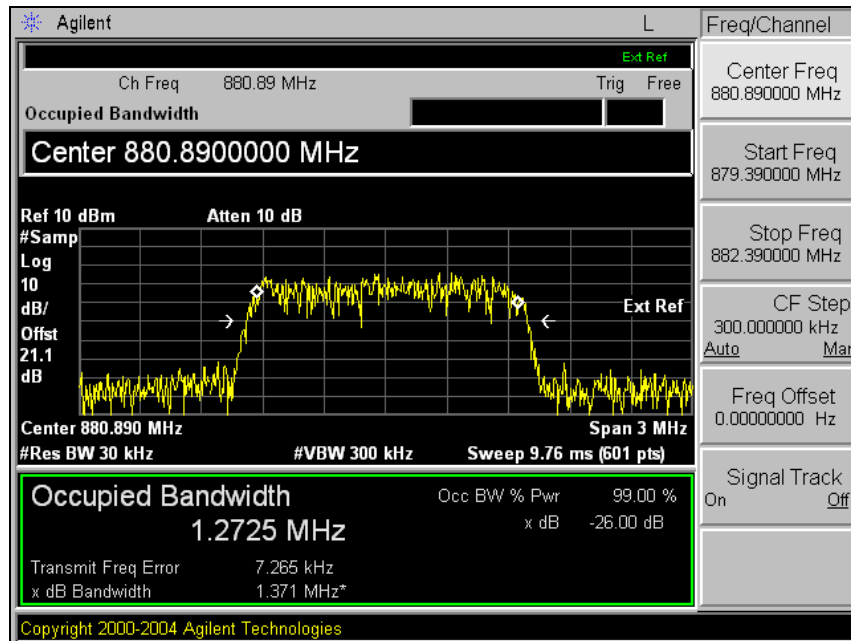 Agilent L Freq/Channel
Ext Ref
Ch Freq 880.89 MHz Trig Free
Occupied Bandwidth
Center 880.8900000 MHz
Center Freq
880.890000 MHz
Start Freq
879.390000 MHz
Stop Freq
882.390000 MHz
CF Step
300.000000 kHz
Auto Man
Freq Offset
0.00000000 Hz
Signal Track
On Off
Ref 10 dBm Atten 10 dB
#Samp
Log
10
dB/
Offst
21.1
dB
Ext Ref
Center 880.890 MHz Span 3 MHz
#Res BW 30 kHz #VBW 300 kHz Sweep 9.76 ms (601 pts)
Occupied Bandwidth
1.2725 MHz
Occ BW % Pwr 99.00 %
x dB -26.00 dB
Transmit Freq Error 7.265 kHz
x dB Bandwidth 1.371 MHz*
Copyright 2000-2004 Agilent Technologies